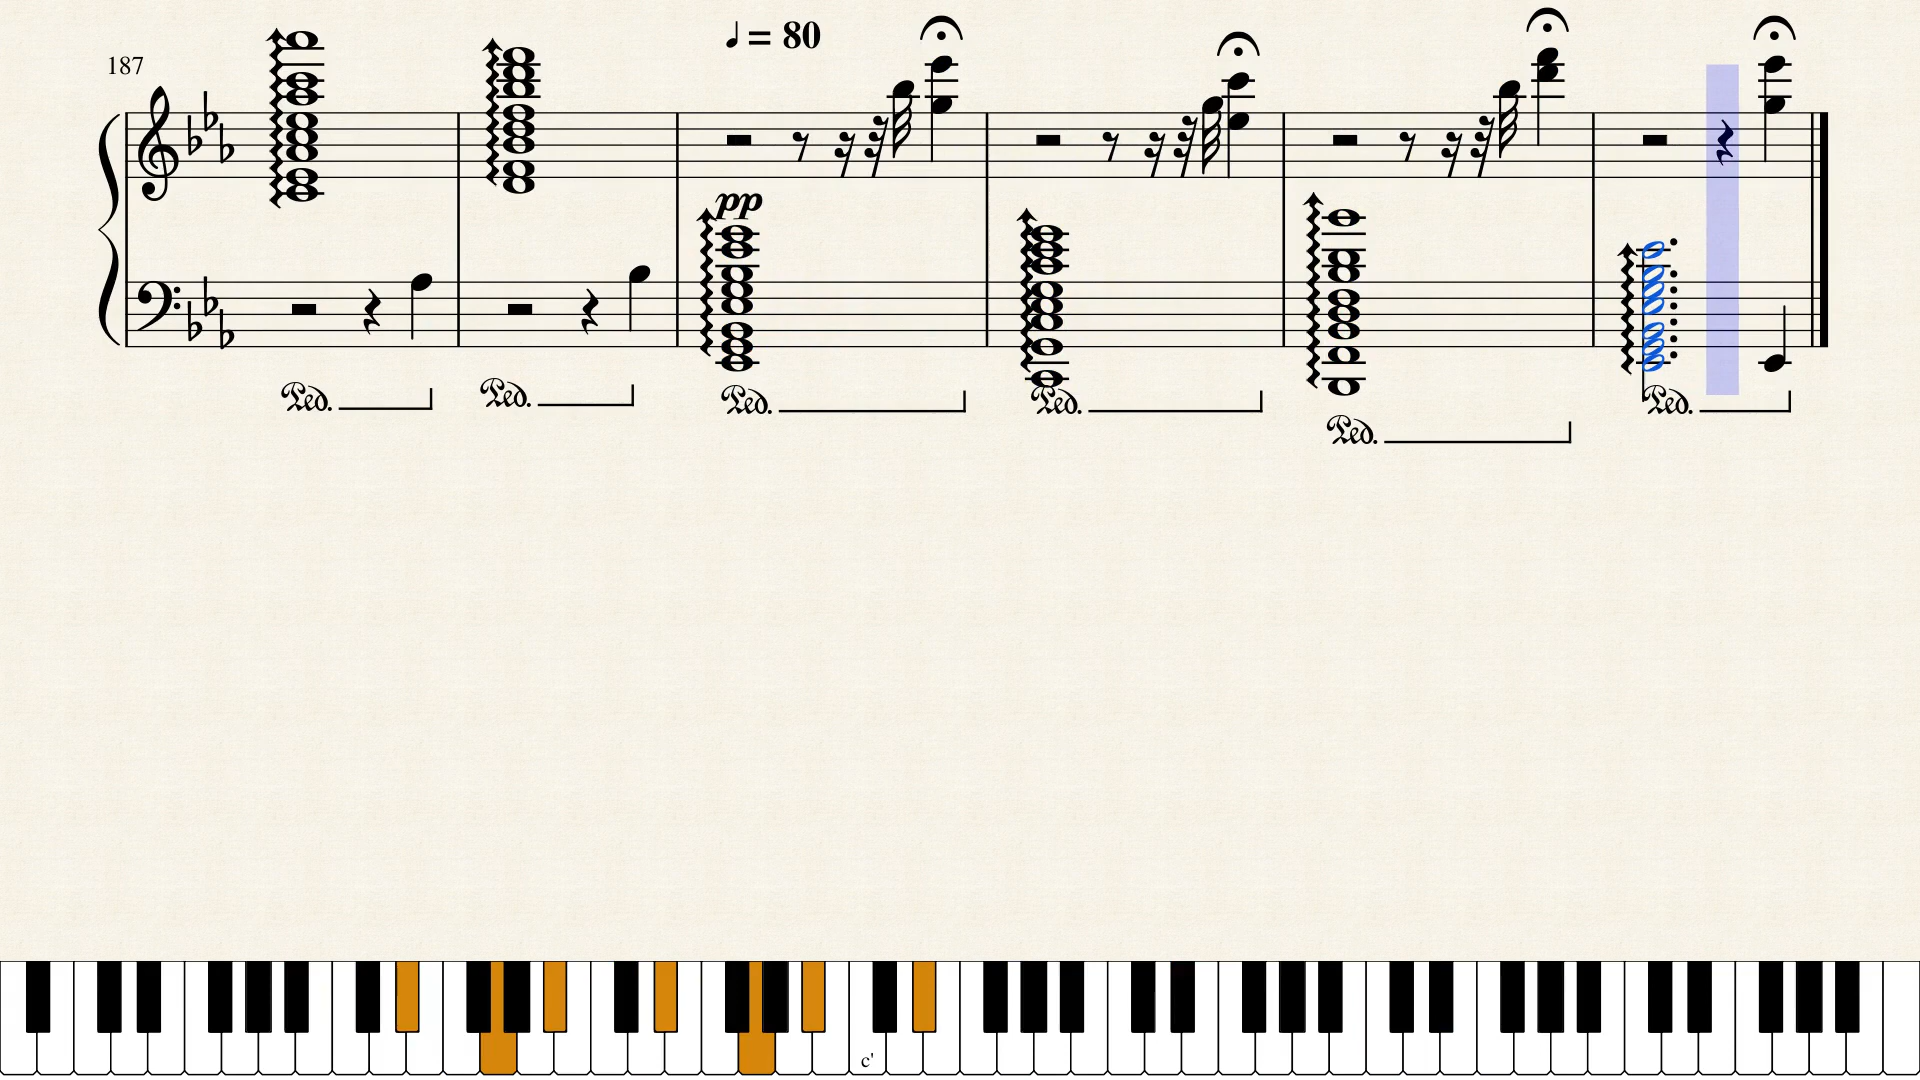 ♩ = 80
187
pp
Ped. Ped. Ped. Ped. Ped.
Ped.
c'